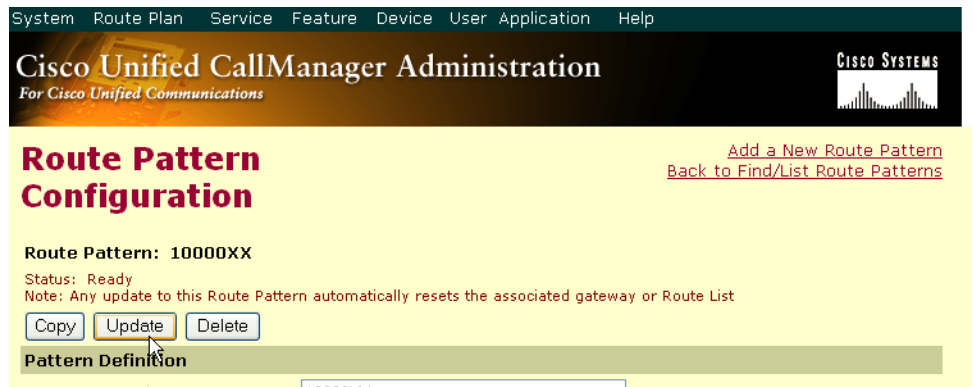 System Route Plan Service Feature Device User Application Help
Cisco Unified CallManager Administration
For Cisco Unified Communications
CISCO SYSTEMS
Route Pattern
Configuration
Add a New Route Pattern
Back to Find/List Route Patterns
Route Pattern: 10000XX
Status: Ready
Note: Any update to this Route Pattern automatically resets the associated gateway or Route List
Copy Update Delete
Pattern Definition